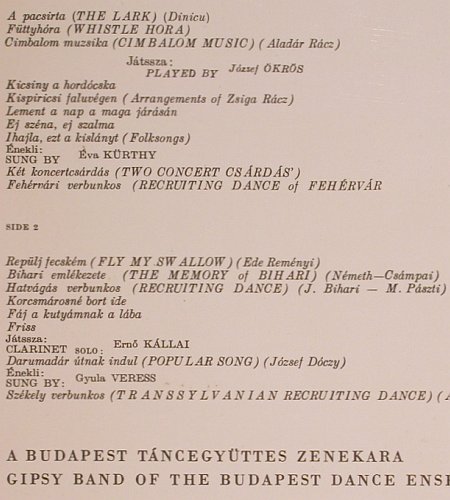 A pacsirta (THE LARK) (Dinicu)
Füttyhóra (WHISTLE HORA)
Cimbalom muzsika (CIMBALOM MUSIC) (Aladár Rácz)
Játssza:
PLAYED BY József ÖKRÖS
Kicsiny a hordócska
Kispiricsi faluvégen (Arrangements of Zsiga Rácz)
Lement a nap a maga járásán
Ej széna, ej szalma
Ihajla, ezt a kislányt (Folksongs)
Énekli:
SUNG BY Éva KÜRTHY
Két koncertcsárdás (TWO CONCERT CSÁRDÁS')
Fehérvári verbunkos (RECRUITING DANCE of FEHÉRVÁR
SIDE 2
Repülj fecském (FLY MY SWALLOW) (Ede Reményi)
Bihari emlékezete (THE MEMORY of BIHARI) (Németh—Csámpai)
Hatvágás verbunkos (RECRUITING DANCE) (J. Bihari — M. Pászti)
Korcsmárosné bort ide
Fáj a kutyámnak a lába
Friss
Játssza:
CLARINET SOLO: Ernő KÁLLAI
Darumadár útnak indul (POPULAR SONG) (József Dóczy)
Énekli:
SUNG BY: Gyula VERESS
Székely verbunkos (TRANSSYLVANIAN RECRUITING DANCE) (
A BUDAPEST TÁNCEGYÜTTES ZENEKARA
GIPSY BAND OF THE BUDAPEST DANCE ENSE